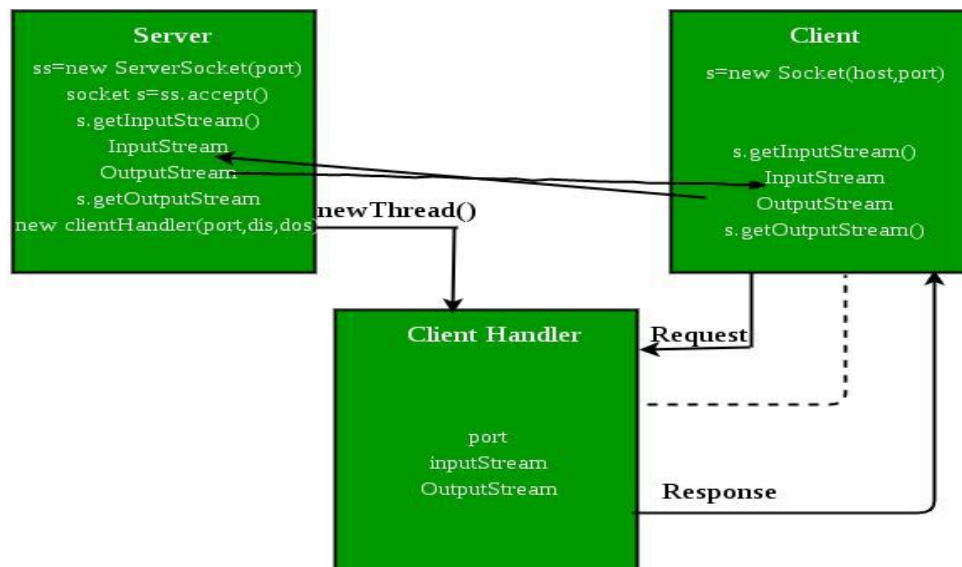 Server
ss=new ServerSocket(port)
socket s=ss.accept()
s.getInputStream()
InputStream
OutputStream
s.getOutputStream
new clientHandler(port,dis,dos)
newThread()
Client
s=new Socket(host,port)
s.getInputStream()
InputStream
OutputStream
s.getOutputStream()
Client Handler
port
inputStream
OutputStream
Request
Response